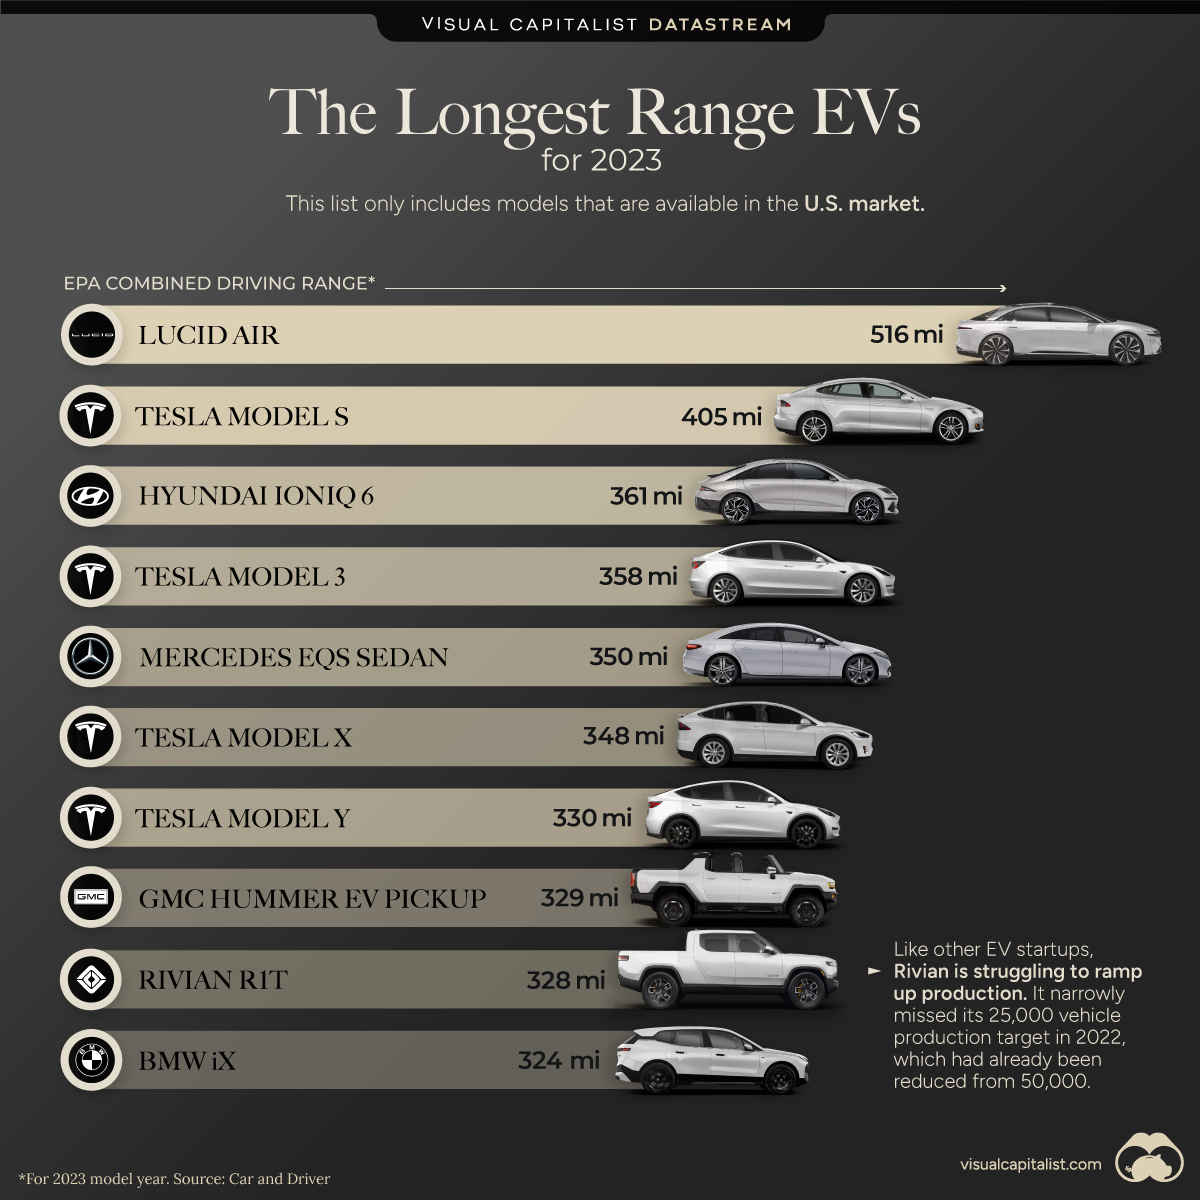 VISUAL CAPITALIST DATASTREAM
The Longest Range EVs
for 2023
This list only includes models that are available in the U.S. market.
EPA COMBINED DRIVING RANGE*
LUCID
LUCID AIR
516 mi
TESLA MODEL S
405 mi
HYUNDAI IONIQ 6
361 mi
TESLA MODEL 3
358 mi
MERCEDES EQS SEDAN
350 mi
TESLA MODEL X
348 mi
TESLA MODEL Y
330 mi
GMC
GMC HUMMER EV PICKUP
329 mi
RIVIAN R1T
328 mi
BMW
BMW iX
324 mi
Like other EV startups,
Rivian is struggling to ramp
up production. It narrowly
missed its 25,000 vehicle
production target in 2022,
which had already been
reduced from 50,000.
*For 2023 model year. Source: Car and Driver
visualcapitalist.com